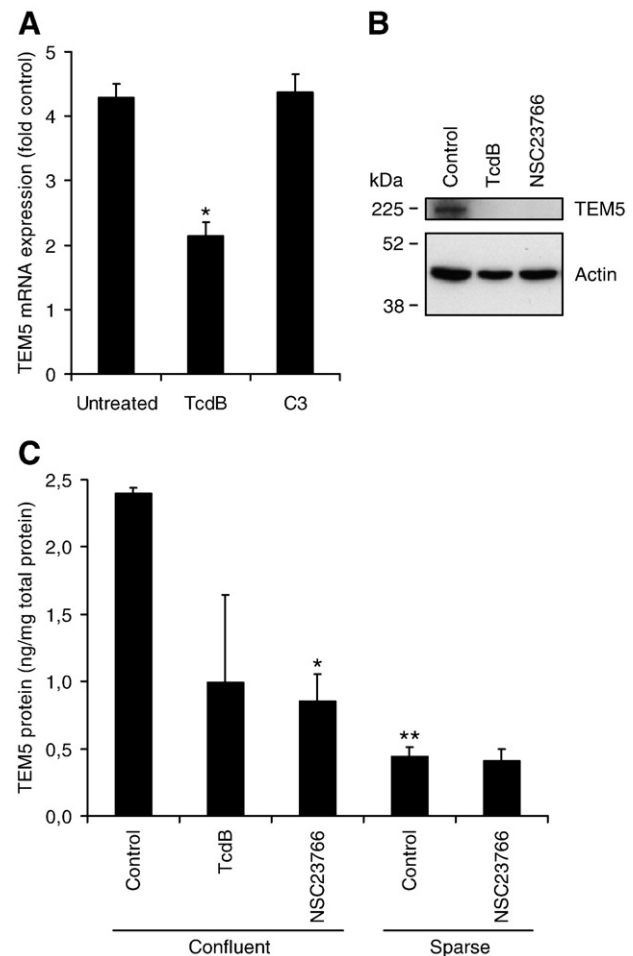 A
TEM5 mRNA expression (fold control)
5
4
3
2
1
0
*
Untreated TcdB C3
B
kDa
Control
TcdB
NSC23766
225
TEM5
52
Actin
38
C
TEM5 protein (ng/mg total protein)
2,5
2,0
1,5
1,0
0,5
0,0
*
**
Control
TcdB
NSC23766
Control
NSC23766
Confluent Sparse